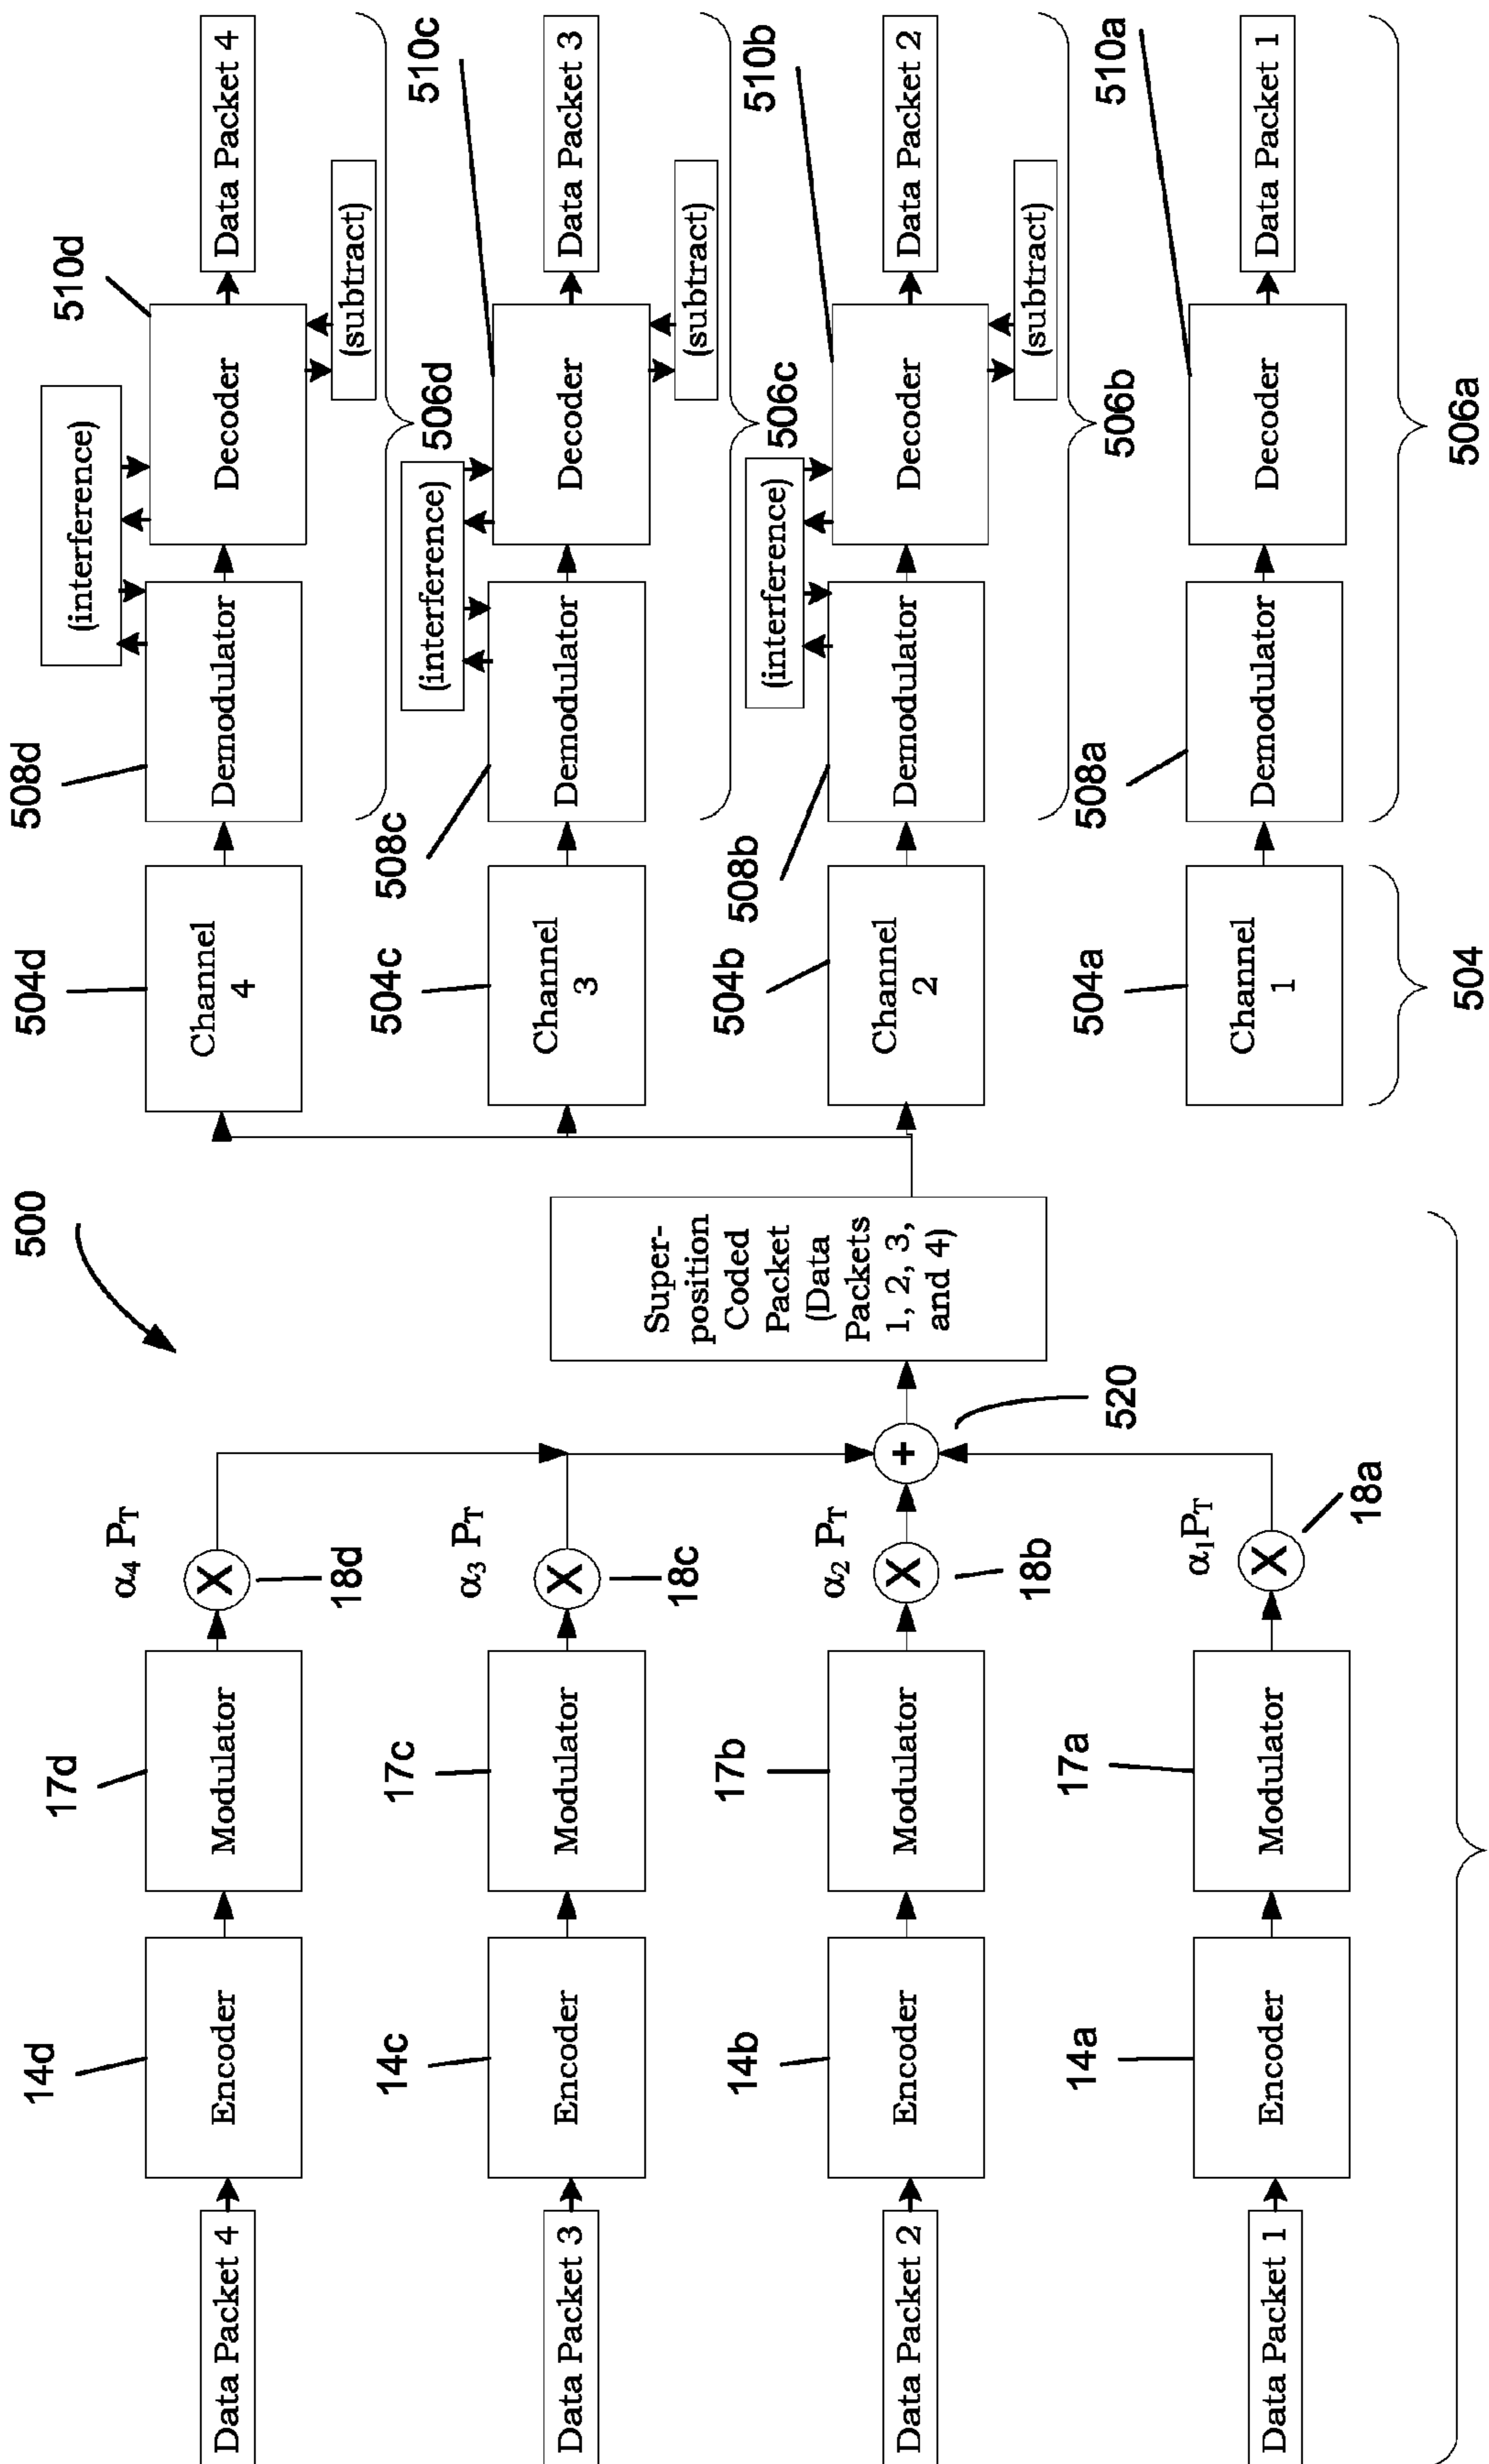 500
Data Packet 4
14d
Encoder
17d
Modulator
α4 PT
X
18d
504d
Channel
4
508d
Demodulator
(interference)
510d
Decoder
(subtract)
Data Packet 4
506d
Data Packet 3
14c
Encoder
17c
Modulator
α3 PT
X
18c
504c
Channel
3
508c
Demodulator
(interference)
510c
Decoder
(subtract)
Data Packet 3
506c
Data Packet 2
14b
Encoder
17b
Modulator
α2 PT
X
18b
+
520
Super-
position
Coded
Packet
(Data
Packets
1, 2, 3,
and 4)
504b
Channel
2
508b
Demodulator
(interference)
510b
Decoder
(subtract)
Data Packet 2
506b
Data Packet 1
14a
Encoder
17a
Modulator
α1PT
X
18a
504a
Channel
1
508a
Demodulator
510a
Decoder
Data Packet 1
504
506a